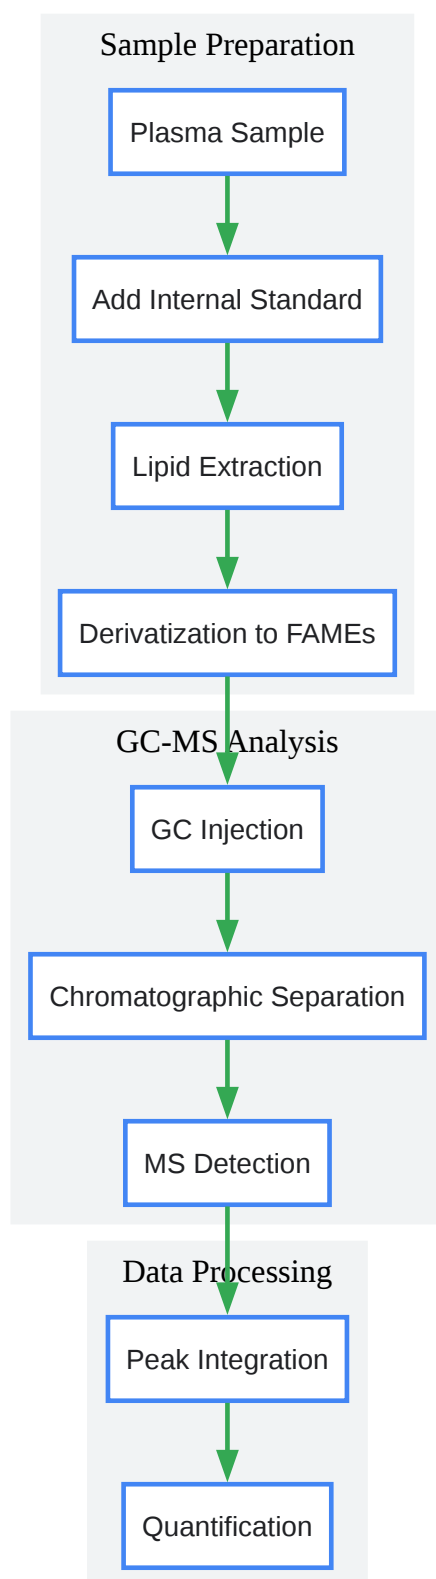 Sample Preparation
Plasma Sample
Add Internal Standard
Lipid Extraction
Derivatization to FAMEs
GC-MS Analysis
GC Injection
Chromatographic Separation
MS Detection
Data Processing
Peak Integration
Quantification